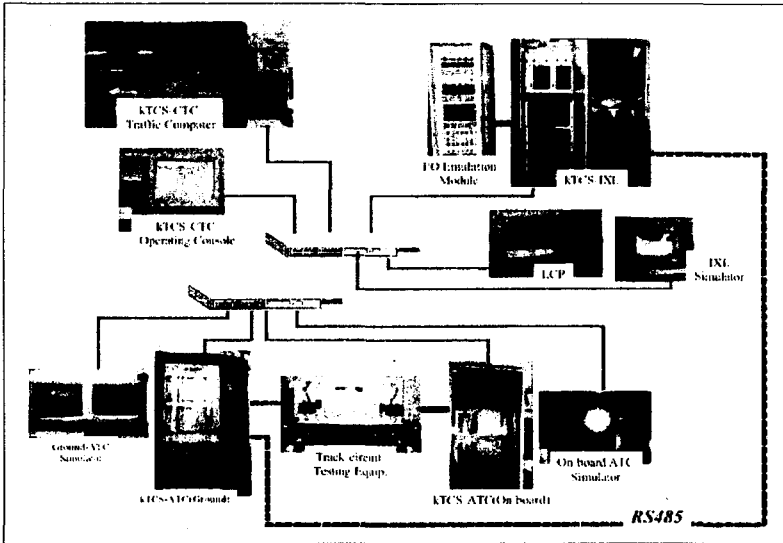 kTCS-CTC
Traffic Computer
I/O Emulation
Module
kTCS-IXL
kTCS-CTC
Operating Console
LCP
IXL
Simulator
Ground-ATC
Simulator
kTCS-ATC(Ground)
Track circuit
Testing Equip.
kTCS-ATC(On board)
On board ATC
Simulator
RS485